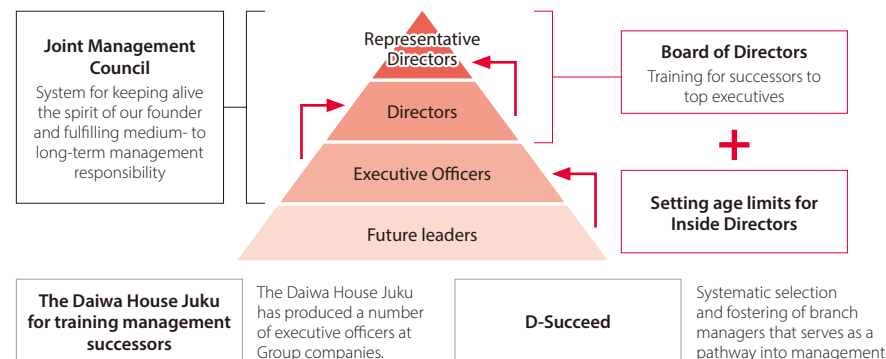 Joint Management
Council
System for keeping alive
the spirit of our founder
and fulfilling medium- to
long-term management
responsibility
Representative
Directors
Directors
Executive Officers
Future leaders
Board of Directors
Training for successors to
top executives
+
Setting age limits for
Inside Directors
The Daiwa House Juku
for training management
successors
The Daiwa House Juku
has produced a number
of executive officers at
Group companies.
D-Succeed
Systematic selection
and fostering of branch
managers that serves as a
pathway into management